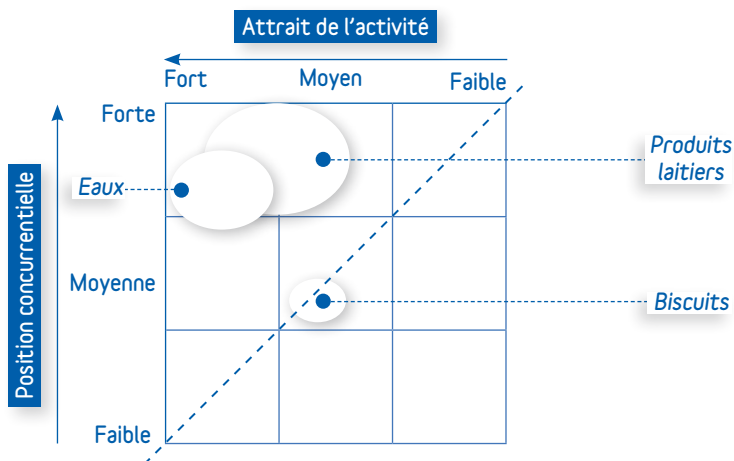 Attrait de l'activité
Fort Moyen Faible
Forte
Produits
laitiers
Eaux
Position concurrentielle
Moyenne
Biscuits
Faible